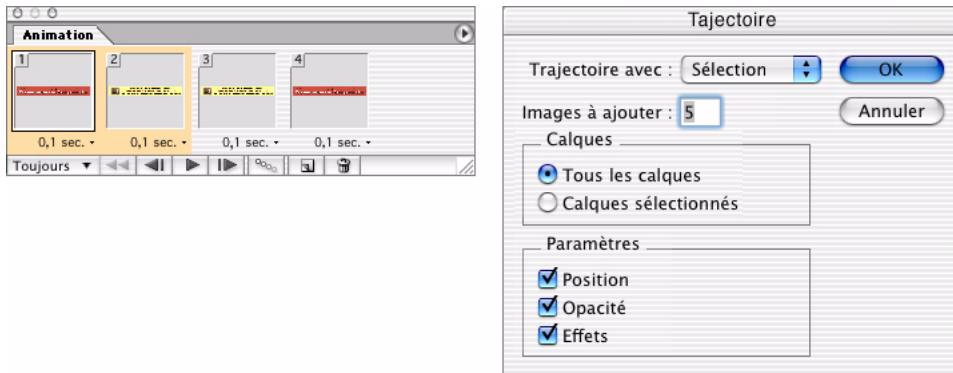 Animation
1 2 3 4
0,1 sec. 0,1 sec. 0,1 sec. 0,1 sec.
Toujours
Tajectoire
Trajectoire avec : Sélection OK
Images à ajouter : 5 Annuler
Calques
Tous les calques
Calques sélectionnés
Paramètres
Position
Opacité
Effets